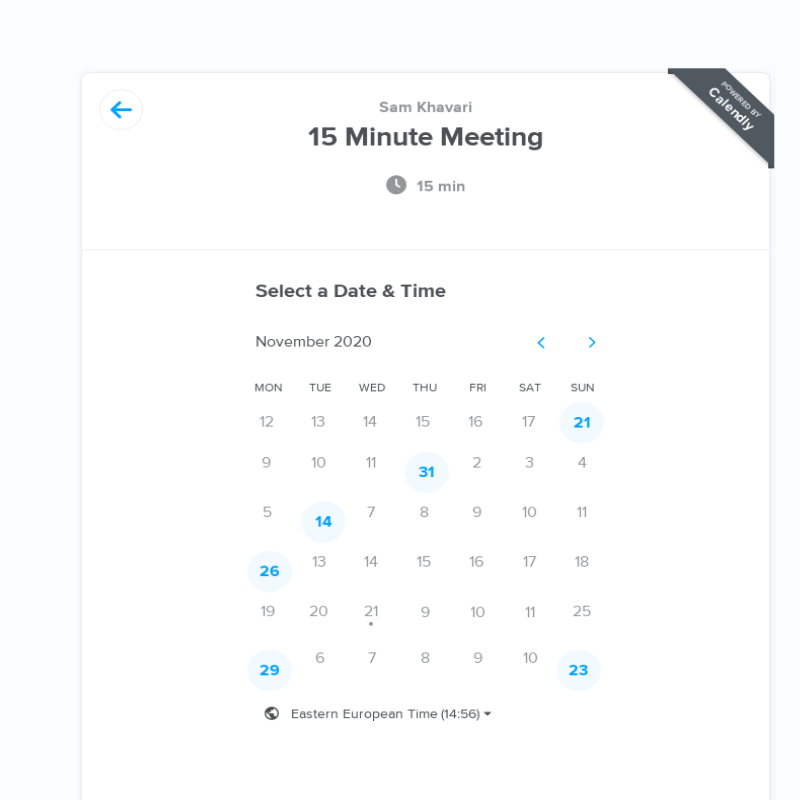 POWERED BY
Calendly
Sam Khavari
15 Minute Meeting
15 min
Select a Date & Time
November 2020
MON TUE WED THU FRI SAT SUN
12 13 14 15 16 17 21
9 10 11 31 2 3 4
5 14 7 8 9 10 11
26 13 14 15 16 17 18
19 20 21 9 10 11 25
29 6 7 8 9 10 23
Eastern European Time (14:56)